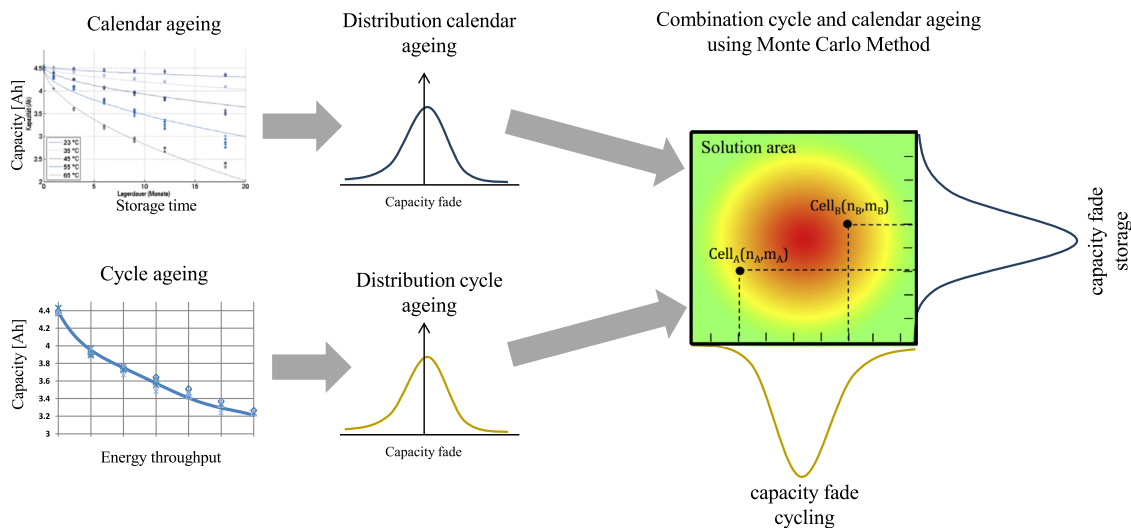 Calendar ageing
Capacity [Ah]
Kapazität (Ah)
4.50
4
3.5
3
2.5
2
23 °C
35 °C
45 °C
55 °C
65 °C
0
6
10
15
20
Lagerdauer (Monate)
Storage time
Distribution calendar
ageing
Capacity fade
Cycle ageing
Capacity [Ah]
4.4
4.2
4
3.8
3.6
3.4
3.2
3
Energy throughput
Distribution cycle
ageing
Capacity fade
Combination cycle and calendar ageing
using Monte Carlo Method
Solution area
Cell_B(n_B,m_B)
Cell_A(n_A,m_A)
capacity fade
storage
capacity fade
cycling